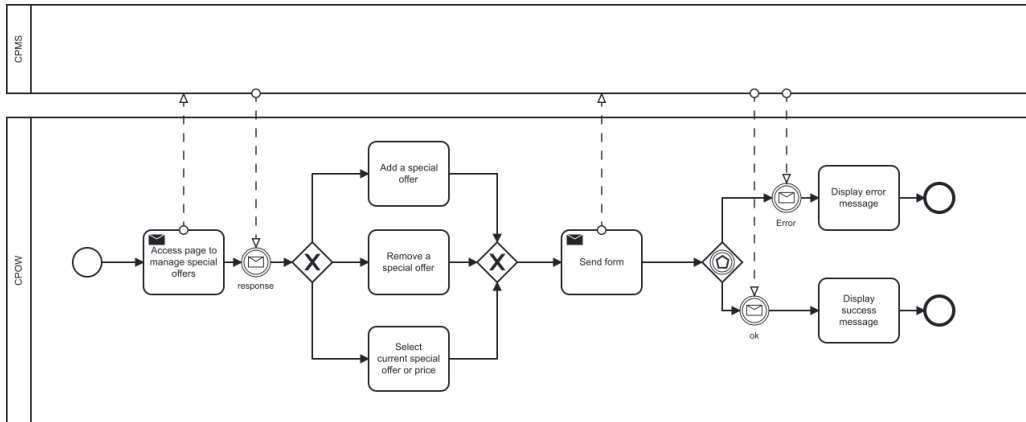 CPMS
CPOW
Access page to
manage special
offers
response
Add a special
offer
Remove a
special offer
Select
current special
offer or price
Send form
Error
Display error
message
ok
Display
success
message